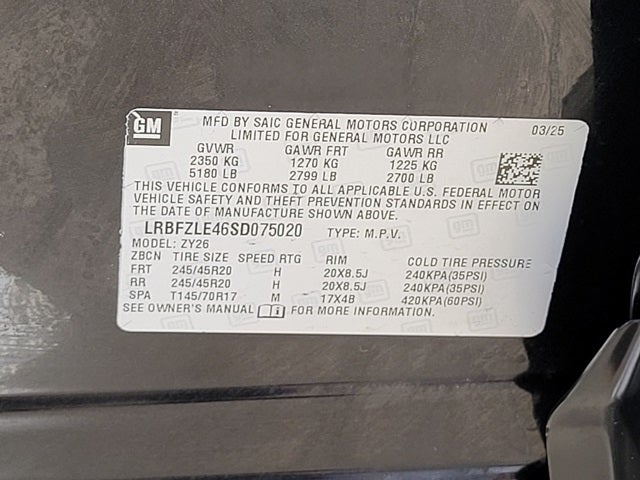 GM
MFD BY SAIC GENERAL MOTORS CORPORATION 03/25
LIMITED FOR GENERAL MOTORS LLC
GVWR GAWR FRT GAWR RR
2350 KG 1270 KG 1225 KG
5180 LB 2799 LB 2700 LB
THIS VEHICLE CONFORMS TO ALL APPLICABLE U.S. FEDERAL MOTOR
VEHICLE SAFETY AND THEFT PREVENTION STANDARDS IN EFFECT ON
THE DATE OF MANUFACTURE SHOWN ABOVE.
LRBFZLE46SD075020 TYPE: M.P.V.
MODEL: ZY26
ZBCN TIRE SIZE SPEED RTG RIM COLD TIRE PRESSURE
FRT 245/45R20 H 20X8.5J 240KPA(35PSI)
RR 245/45R20 H 20X8.5J 240KPA(35PSI)
SPA T145/70R17 M 17X4B 420KPA(60PSI)
SEE OWNER'S MANUAL FOR MORE INFORMATION.